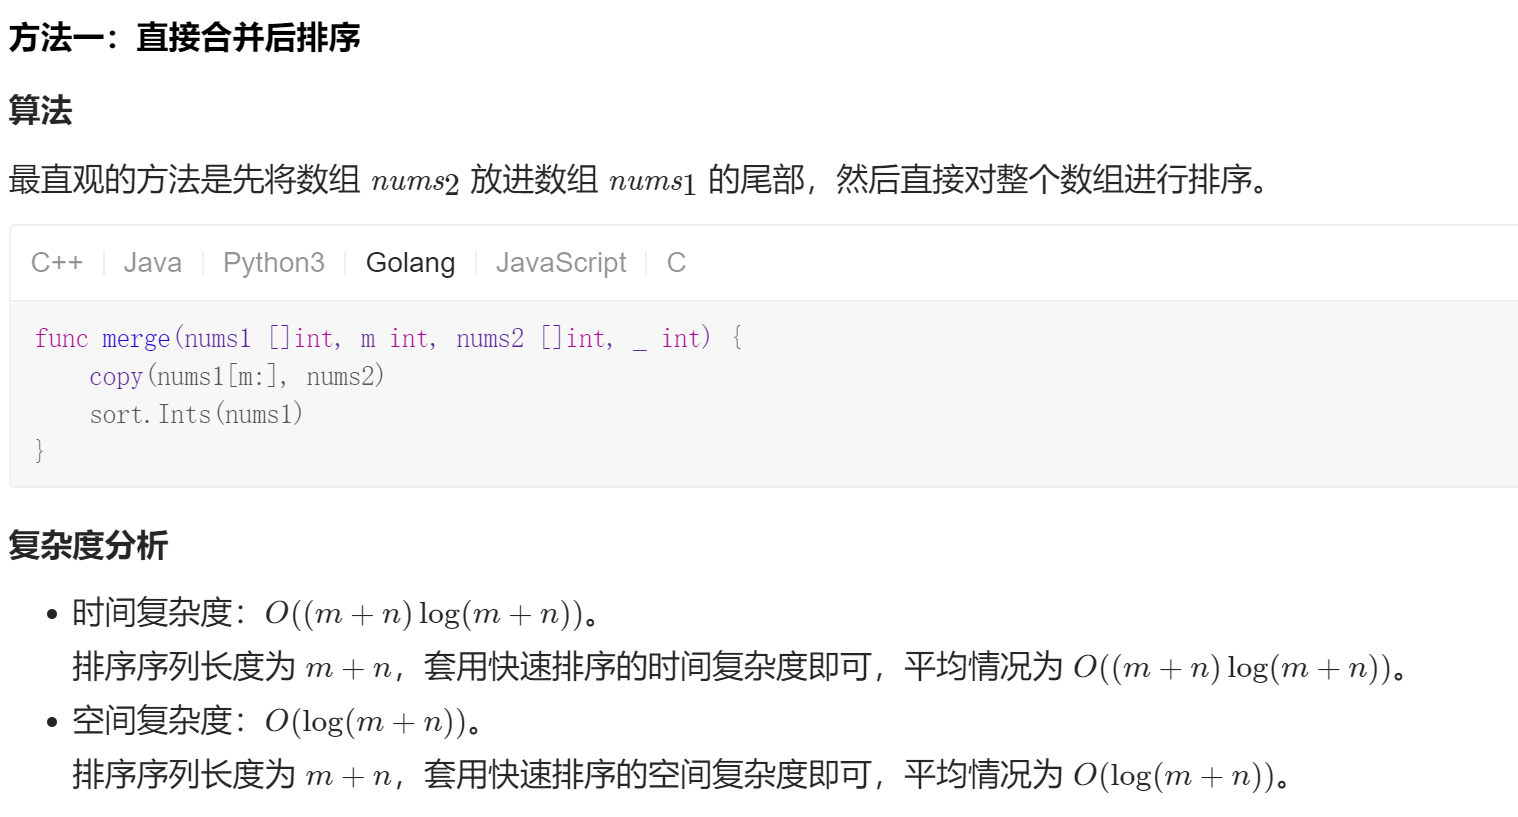 方法一：直接合并后排序
算法
最直观的方法是先将数组 nums₂ 放进数组 nums₁ 的尾部，然后直接对整个数组进行排序。
C++ | Java | Python3 | Golang | JavaScript | C
func merge(nums1 []int, m int, nums2 []int, _ int) {
    copy(nums1[m:], nums2)
    sort.Ints(nums1)
}
复杂度分析
• 时间复杂度：O((m + n) log(m + n))。
排序序列长度为 m + n，套用快速排序的时间复杂度即可，平均情况为 O((m + n) log(m + n))。
• 空间复杂度：O(log(m + n))。
排序序列长度为 m + n，套用快速排序的空间复杂度即可，平均情况为 O(log(m + n))。